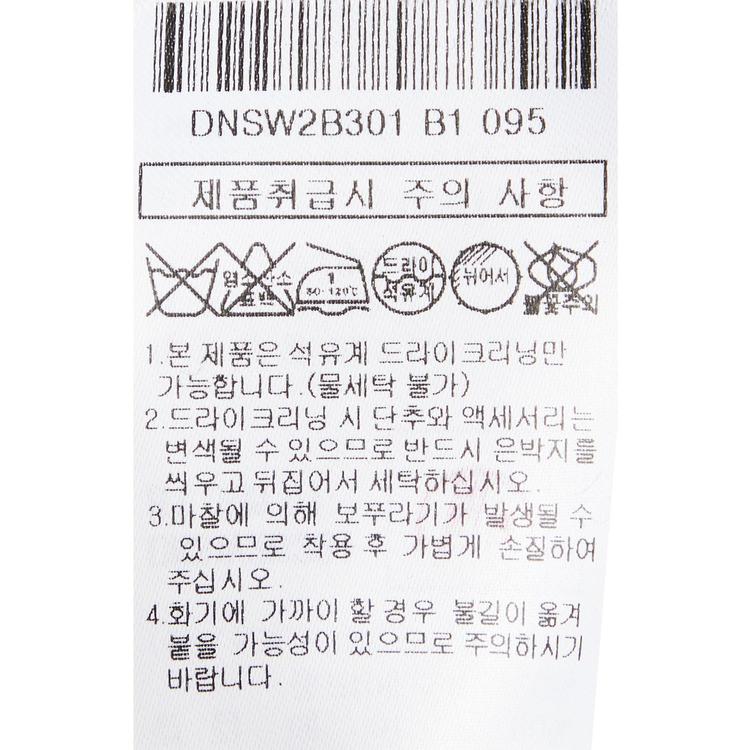 DNSW2B301 B1 095
제품취급시 주의 사항
염소 산소 표백
1
80-120℃
드라이
석유계
뉘어서
불꽃주의
1.본 제품은 석유계 드라이크리닝만
가능합니다.(물세탁 불가)
2.드라이크리닝 시 단추와 액세서리는
변색될 수 있으므로 반드시 은박지를
씌우고 뒤집어서 세탁하십시오.
3.마찰에 의해 보푸라기가 발생될 수
있으므로 착용 후 가볍게 손질하여
주십시오.
4.화기에 가까이 할 경우 불길이 옮겨
붙을 가능성이 있으므로 주의하시기
바랍니다.